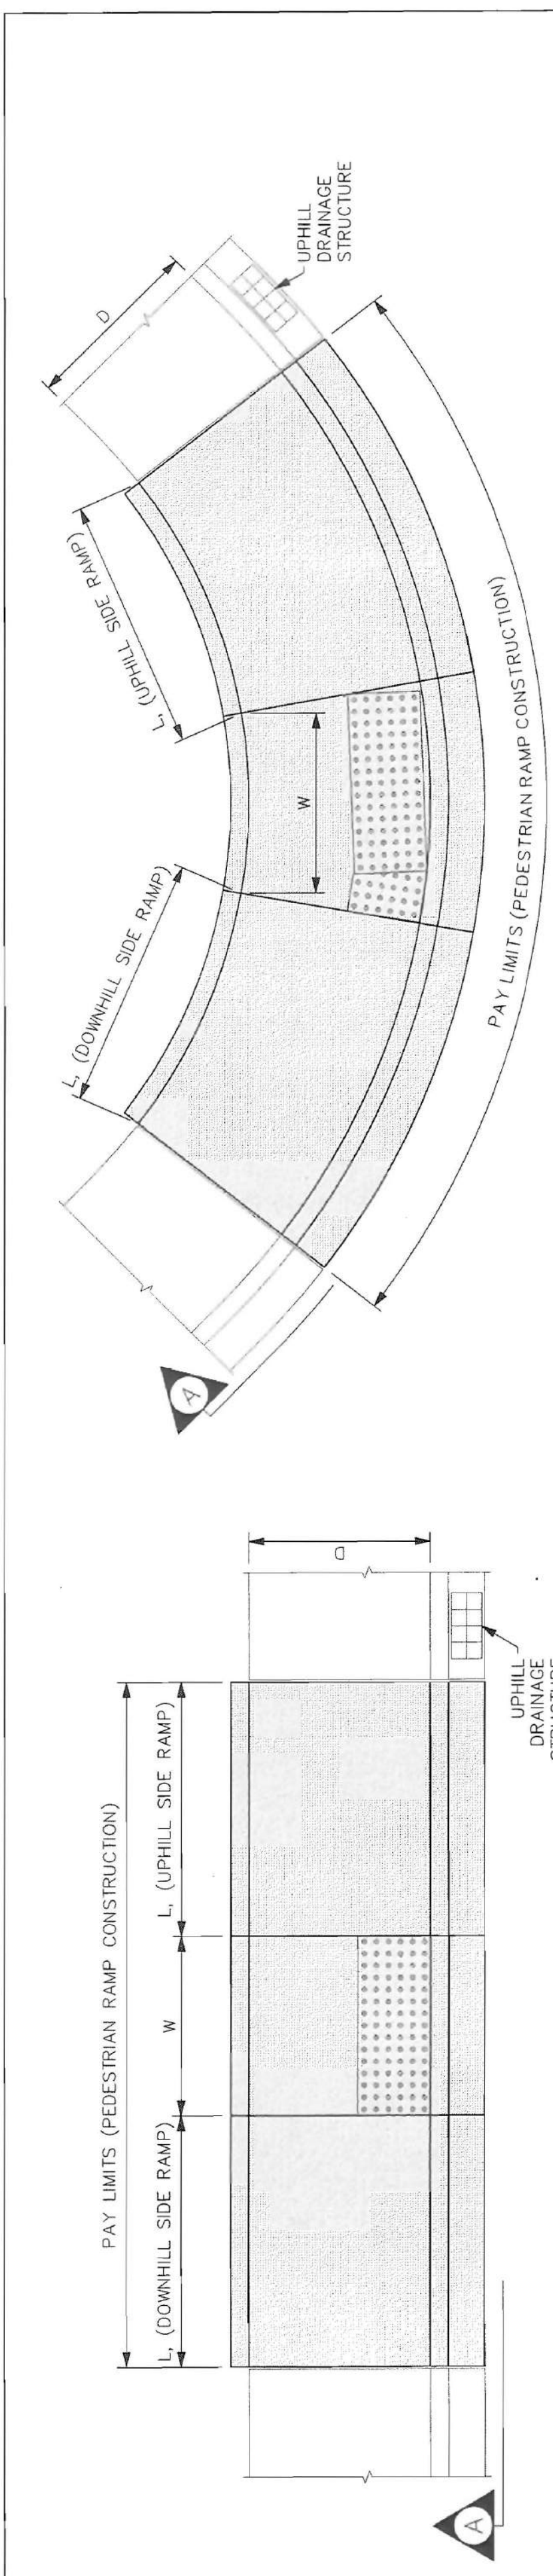 PAY LIMITS (PEDESTRIAN RAMP CONSTRUCTION)
L, (DOWNHILL SIDE RAMP)
W
L, (UPHILL SIDE RAMP)
D
UPHILL
DRAINAGE
STRUCTURE
A
L, (DOWNHILL SIDE RAMP)
L, (UPHILL SIDE RAMP)
W
D
UPHILL
DRAINAGE
STRUCTURE
PAY LIMITS (PEDESTRIAN RAMP CONSTRUCTION)
A